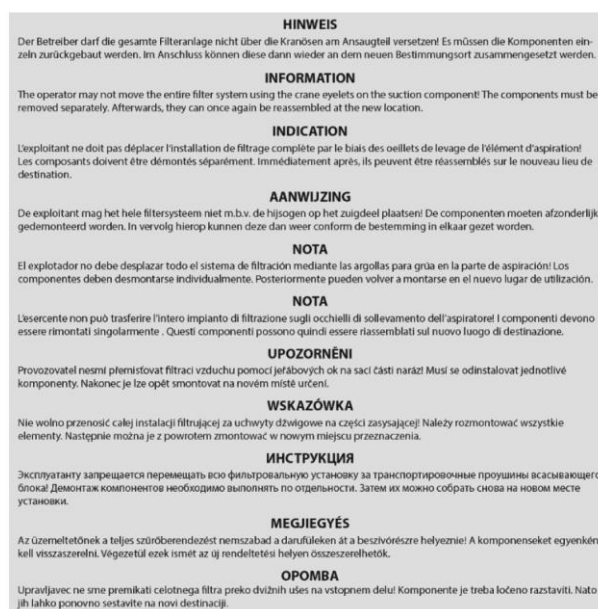 HINWEIS
Der Betreiber darf die gesamte Filteranlage nicht über die Kranösen am Ansaugteil versetzen! Es müssen die Komponenten ein-
zeln zurückgebaut werden. Im Anschluss können diese dann wieder an dem neuen Bestimmungsort zusammengesetzt werden.
INFORMATION
The operator may not move the entire filter system using the crane eyelets on the suction component! The components must be
removed separately. Afterwards, they can once again be reassembled at the new location.
INDICATION
L'exploitant ne doit pas déplacer l'installation de filtrage complète par le biais des oeillets de levage de l'élément d'aspiration!
Les composants doivent être démontés séparément. Immédiatement après, ils peuvent être réassemblés sur le nouveau lieu de
destination.
AANWIJZING
De exploitant mag het hele filtersysteem niet m.b.v. de hijsogen op het zuigdeel plaatsen! De componenten moeten afzonderlijk
gedemonteerd worden. In vervolg hierop kunnen deze dan weer conform de bestemming in elkaar gezet worden.
NOTA
El explotador no debe desplazar todo el sistema de filtración mediante las argollas para grúa en la parte de aspiración! Los
componentes deben desmontarse individualmente. Posteriormente pueden volver a montarse en el nuevo lugar de utilización.
NOTA
L'esercente non può trasferire l'intero impianto di filtrazione sugli occhielli di sollevamento dell'aspiratore! I componenti devono
essere rimontati singolarmente . Questi componenti possono quindi essere riassemblati sul nuovo luogo di destinazione.
UPOZORNĚNI
Provozovatel nesmí přemisťovat filtraci vzduchu pomocí jeřábových ok na sací části naráz! Musí se odinstalovat jednotlivé
komponenty. Nakonec je lze opět smontovat na novém místě určení.
WSKAZÓWKA
Nie wolno przenosić całej instalacji filtrującej za uchwyty dźwigowe na części zasysającej! Należy rozmontować wszystkie
elementy. Następnie można je z powrotem zmontować w nowym miejscu przeznaczenia.
ИНСТРУКЦИЯ
Эксплуатанту запрещается перемещать всю фильтровальную установку за транспортировочные проушины всасывающего
блока! Демонтаж компонентов необходимо выполнять по отдельности. Затем их можно собрать снова на новом месте
установки.
MEGJIEGYÉS
Az üzemeltetőnek a teljes szűrőberendezést nemszabad a darufüleken át a beszívórészre helyeznie! A komponenseket egyenkén
kell visszaszerelni. Végezetül ezek ismét az új rendeltetési helyen összeszerelhetők.
OPOMBA
Upravljavec ne sme premikati celotnega filtra preko dvižnih ušes na vstopnem delu! Komponente je treba ločeno razstaviti. Nato
jih lahko ponovno sestavite na novi destinaciji.